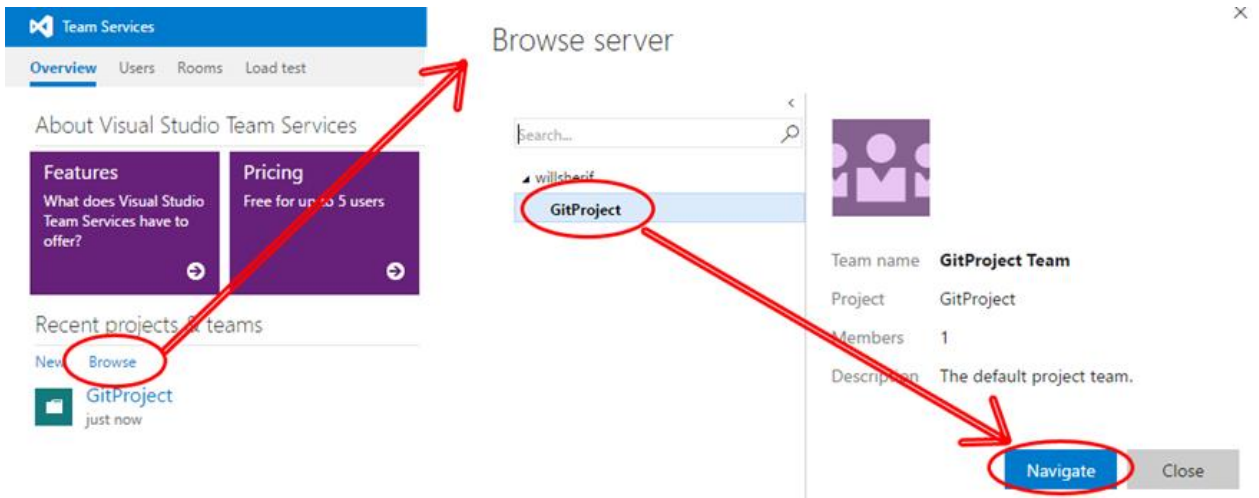 Team Services
Overview Users Rooms Load test
About Visual Studio Team Services
Features
What does Visual Studio
Team Services have to
offer?
Pricing
Free for up to 5 users
Recent projects & teams
New Browse
GitProject
just now
Browse server
Search...
willsherif
GitProject
Team name GitProject Team
Project GitProject
Members 1
Description The default project team.
Navigate Close